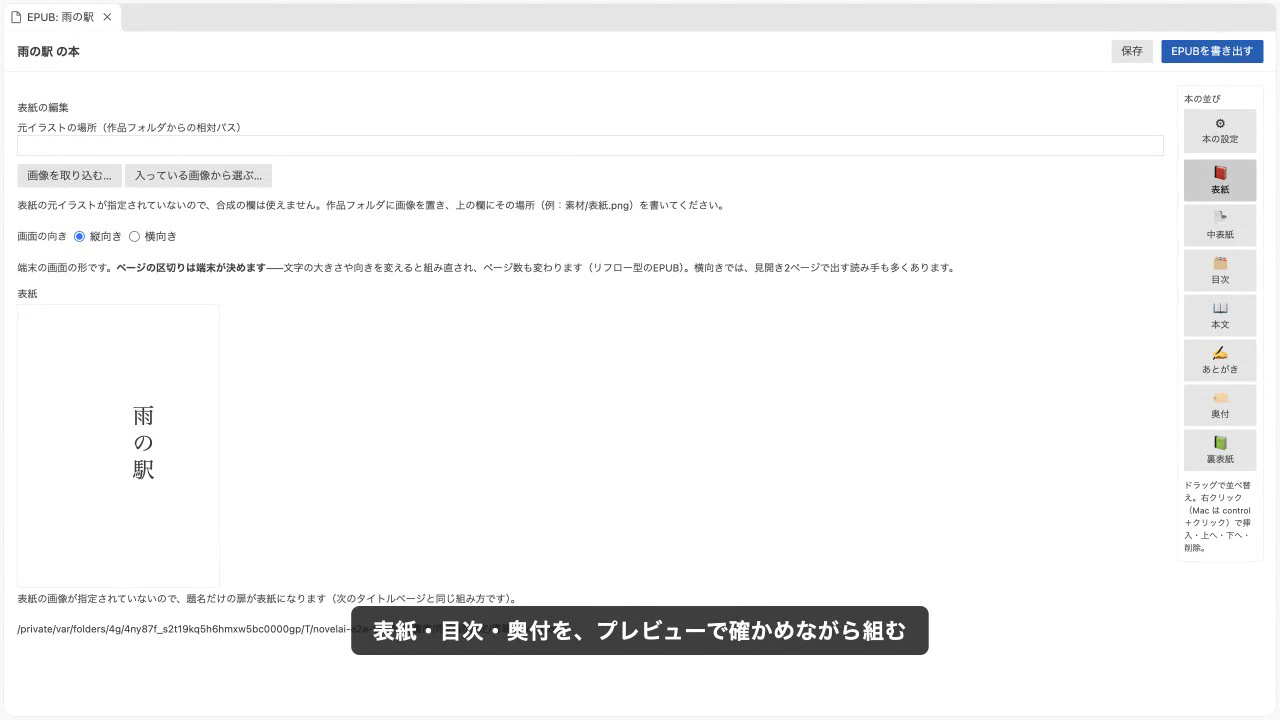 EPUB: 雨の駅
雨の駅 の本
保存
EPUBを書き出す
表紙の編集
元イラストの場所（作品フォルダからの相対パス）
画像を取り込む...
入っている画像から選ぶ...
表紙の元イラストが指定されていないので、合成の欄は使えません。作品フォルダに画像を置き、上の欄にその場所（例：素材/表紙.png）を書いてください。
画面の向き 縦向き 横向き
端末の画面の形です。ページの区切りは端末が決めます——文字の大きさや向きを変えると組み直され、ページ数も変わります（リフロー型のEPUB）。横向きでは、見開き2ページで出す読み手も多くあります。
表紙
雨の駅
表紙の画像が指定されていないので、題名だけの扉が表紙になります（次のタイトルページと同じ組み方です）。
/private/var/folders/4g/4ny87f_s2t19kq5h6hmxw5bc0000gp/T/novelai-
表紙・目次・奥付を、プレビューで確かめながら組む
本の並び
本の設定
表紙
中表紙
目次
本文
あとがき
奥付
裏表紙
ドラッグで並べ替
え。右クリック
（Mac は control
＋クリック）で挿
入・上へ・下へ・
削除。